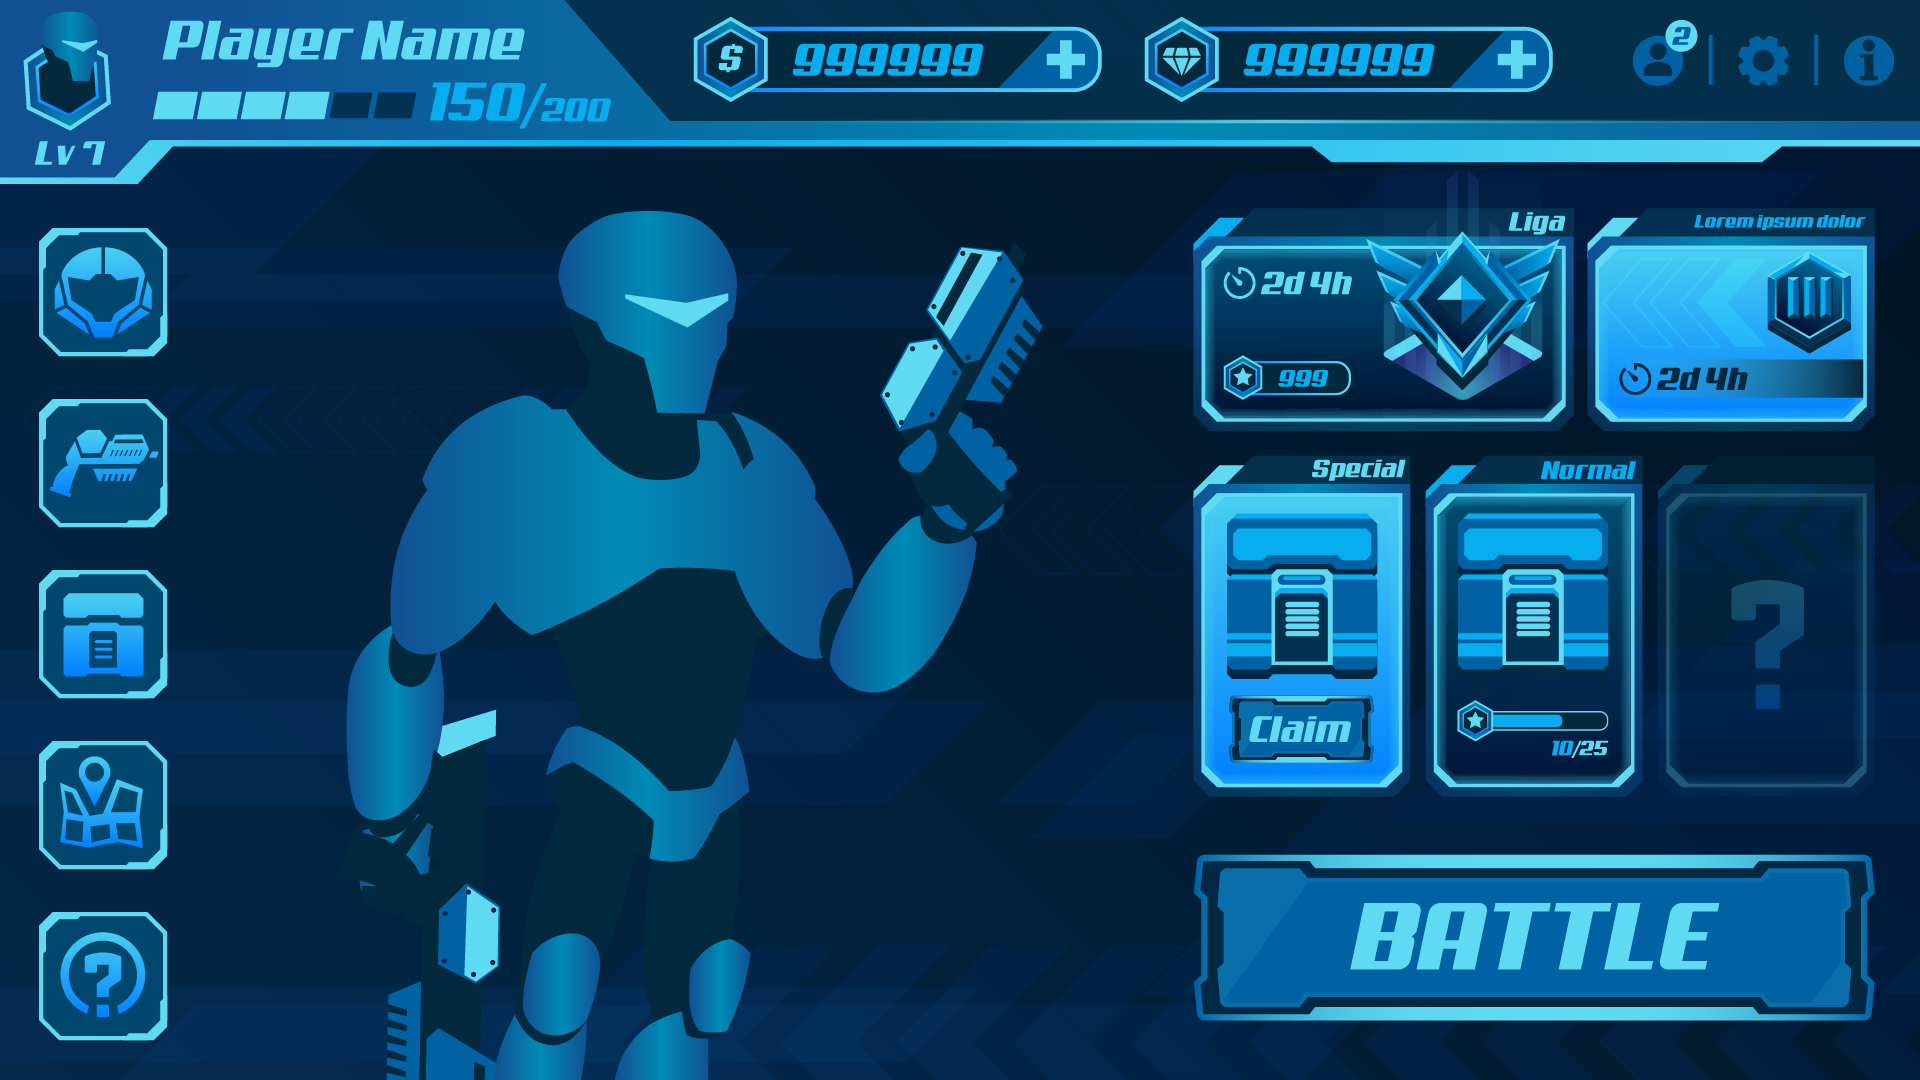 Player Name
150/200
Lv 7
$
999999
999999
2
Liga
2d 4h
999
Lorem ipsum dolor
2d 4h
Special
Claim
Normal
10/25
?
?
BATTLE